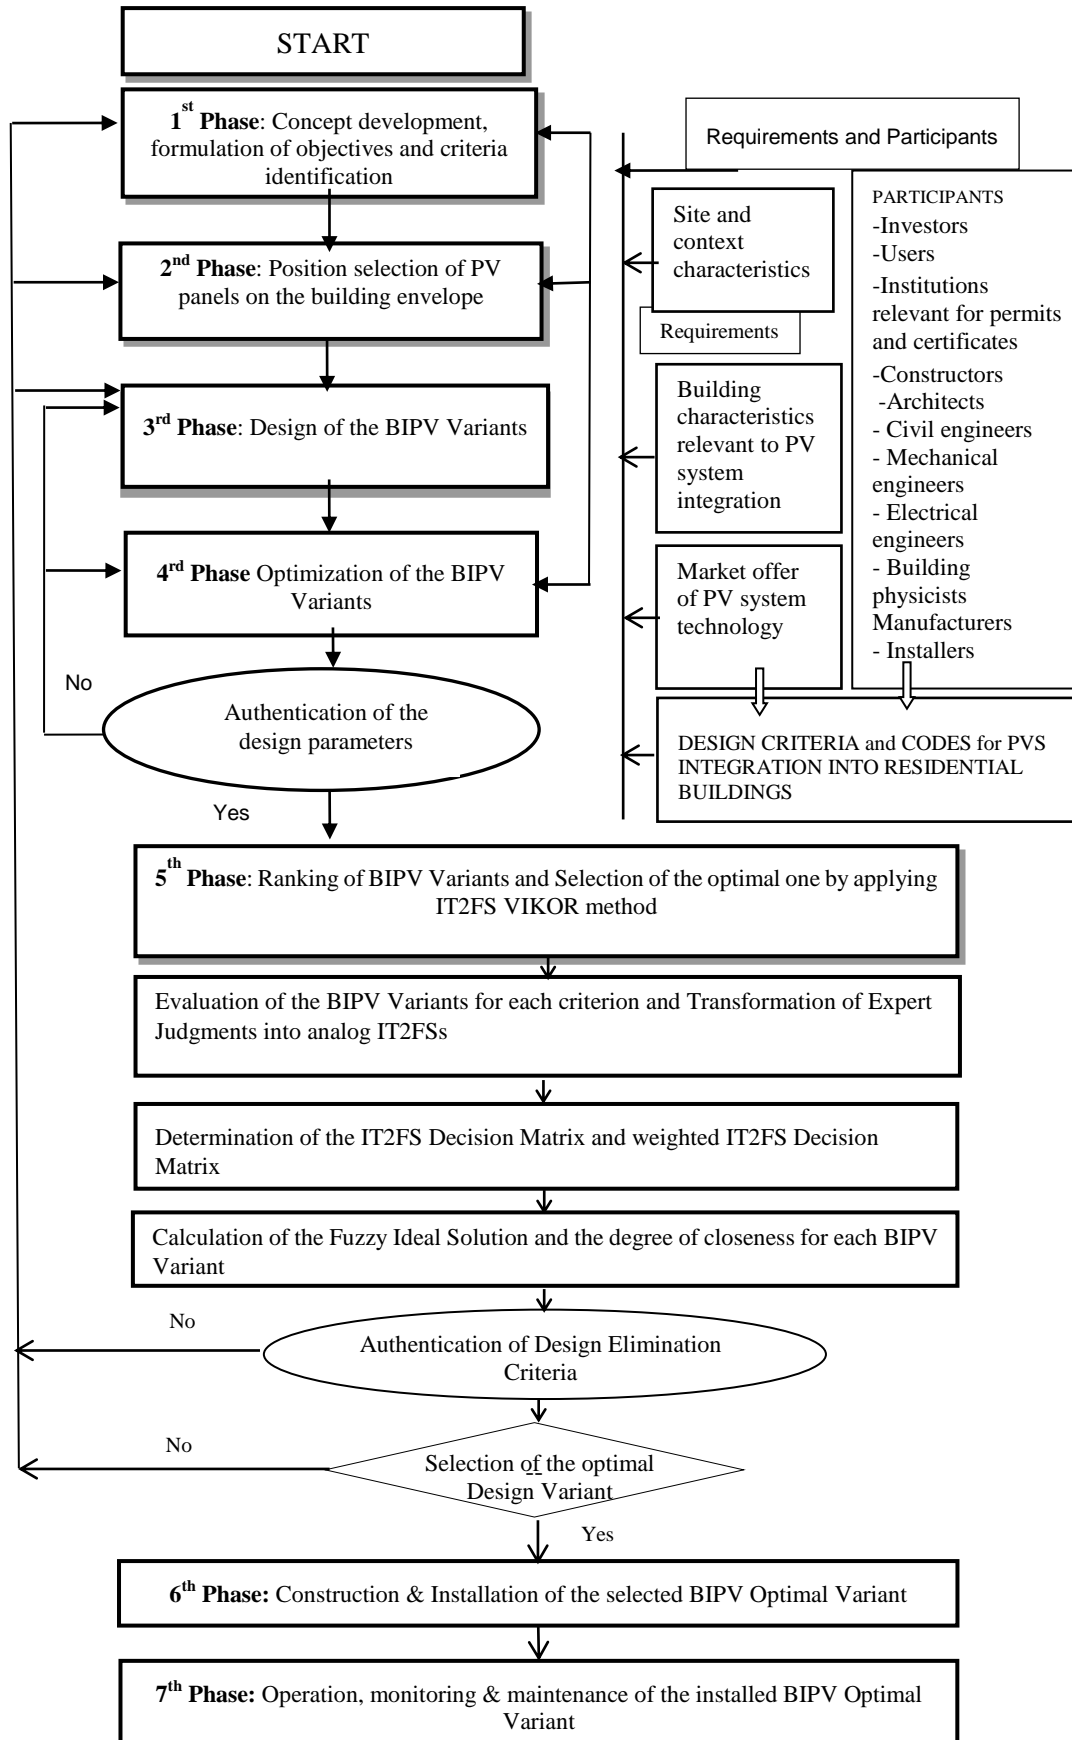 START
1st Phase: Concept development,
formulation of objectives and criteria
identification
2nd Phase: Position selection of PV
panels on the building envelope
3rd Phase: Design of the BIPV Variants
4rd Phase Optimization of the BIPV
Variants
No
Authentication of the
design parameters
Yes
Requirements and Participants
Site and
context
characteristics
Requirements
Building
characteristics
relevant to PV
system
integration
Market offer
of PV system
technology
PARTICIPANTS
-Investors
-Users
-Institutions
relevant for permits
and certificates
-Constructors
-Architects
- Civil engineers
- Mechanical
engineers
- Electrical
engineers
- Building
physicists
Manufacturers
- Installers
DESIGN CRITERIA and CODES for PVS
INTEGRATION INTO RESIDENTIAL
BUILDINGS
5th Phase: Ranking of BIPV Variants and Selection of the optimal one by applying
IT2FS VIKOR method
Evaluation of the BIPV Variants for each criterion and Transformation of Expert
Judgments into analog IT2FSs
Determination of the IT2FS Decision Matrix and weighted IT2FS Decision
Matrix
Calculation of the Fuzzy Ideal Solution and the degree of closeness for each BIPV
Variant
No
Authentication of Design Elimination
Criteria
No
Selection of the optimal
Design Variant
Yes
6th Phase: Construction & Installation of the selected BIPV Optimal Variant
7th Phase: Operation, monitoring & maintenance of the installed BIPV Optimal
Variant